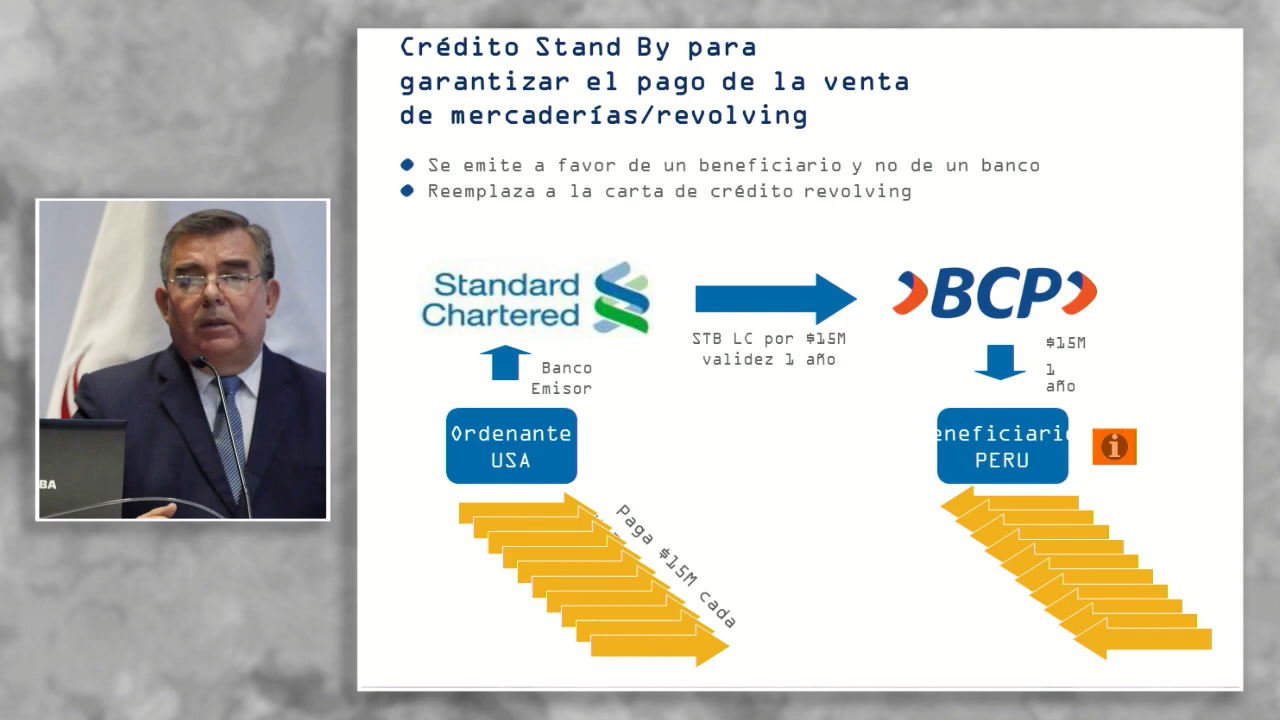 Crédito Stand By para
garantizar el pago de la venta
de mercaderías/revolving
Se emite a favor de un beneficiario y no de un banco
Reemplaza a la carta de crédito revolving
Standard
Chartered
BCP
STB LC por $15M
validez 1 año
$15M
1
año
Banco
Emisor
Ordenante
USA
eneficiario
PERU
i
Paga $15M cada
BA